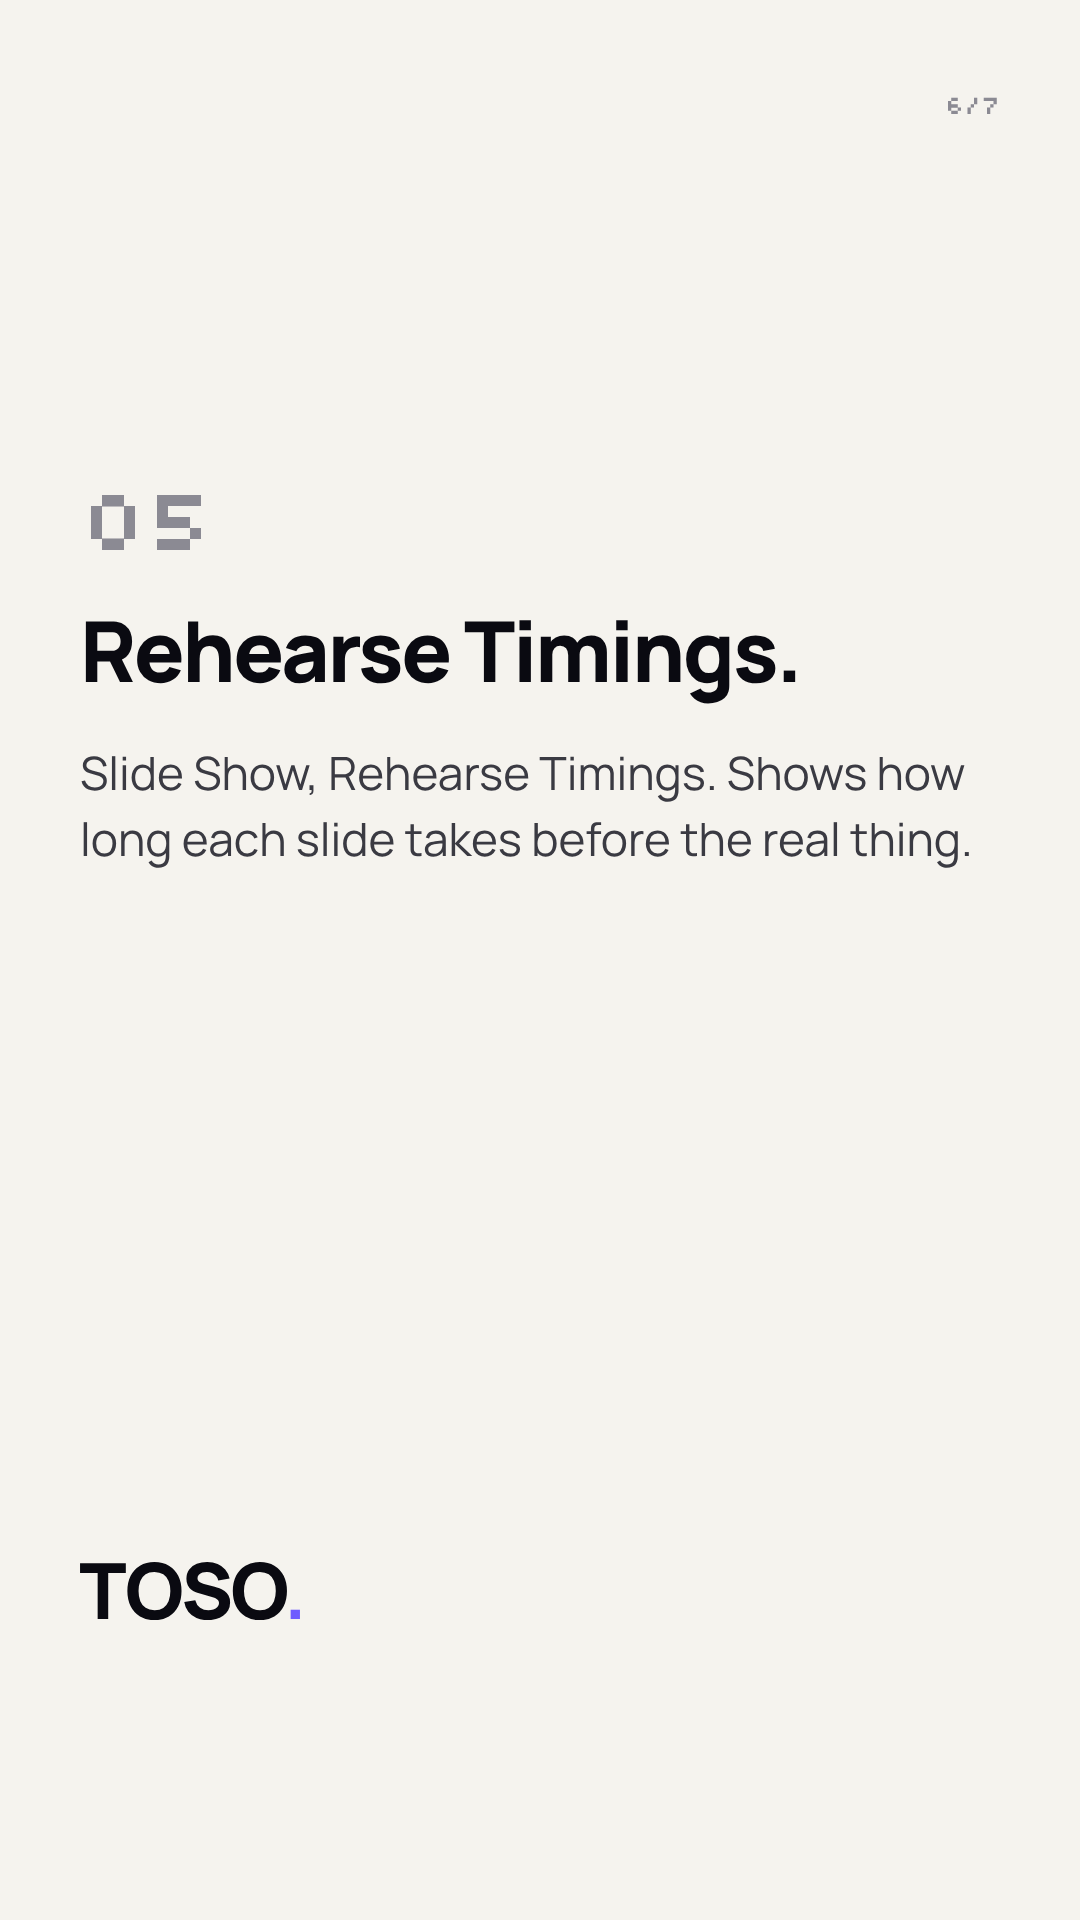 6/7
05
Rehearse Timings.
Slide Show, Rehearse Timings. Shows how
long each slide takes before the real thing.
TOSO.